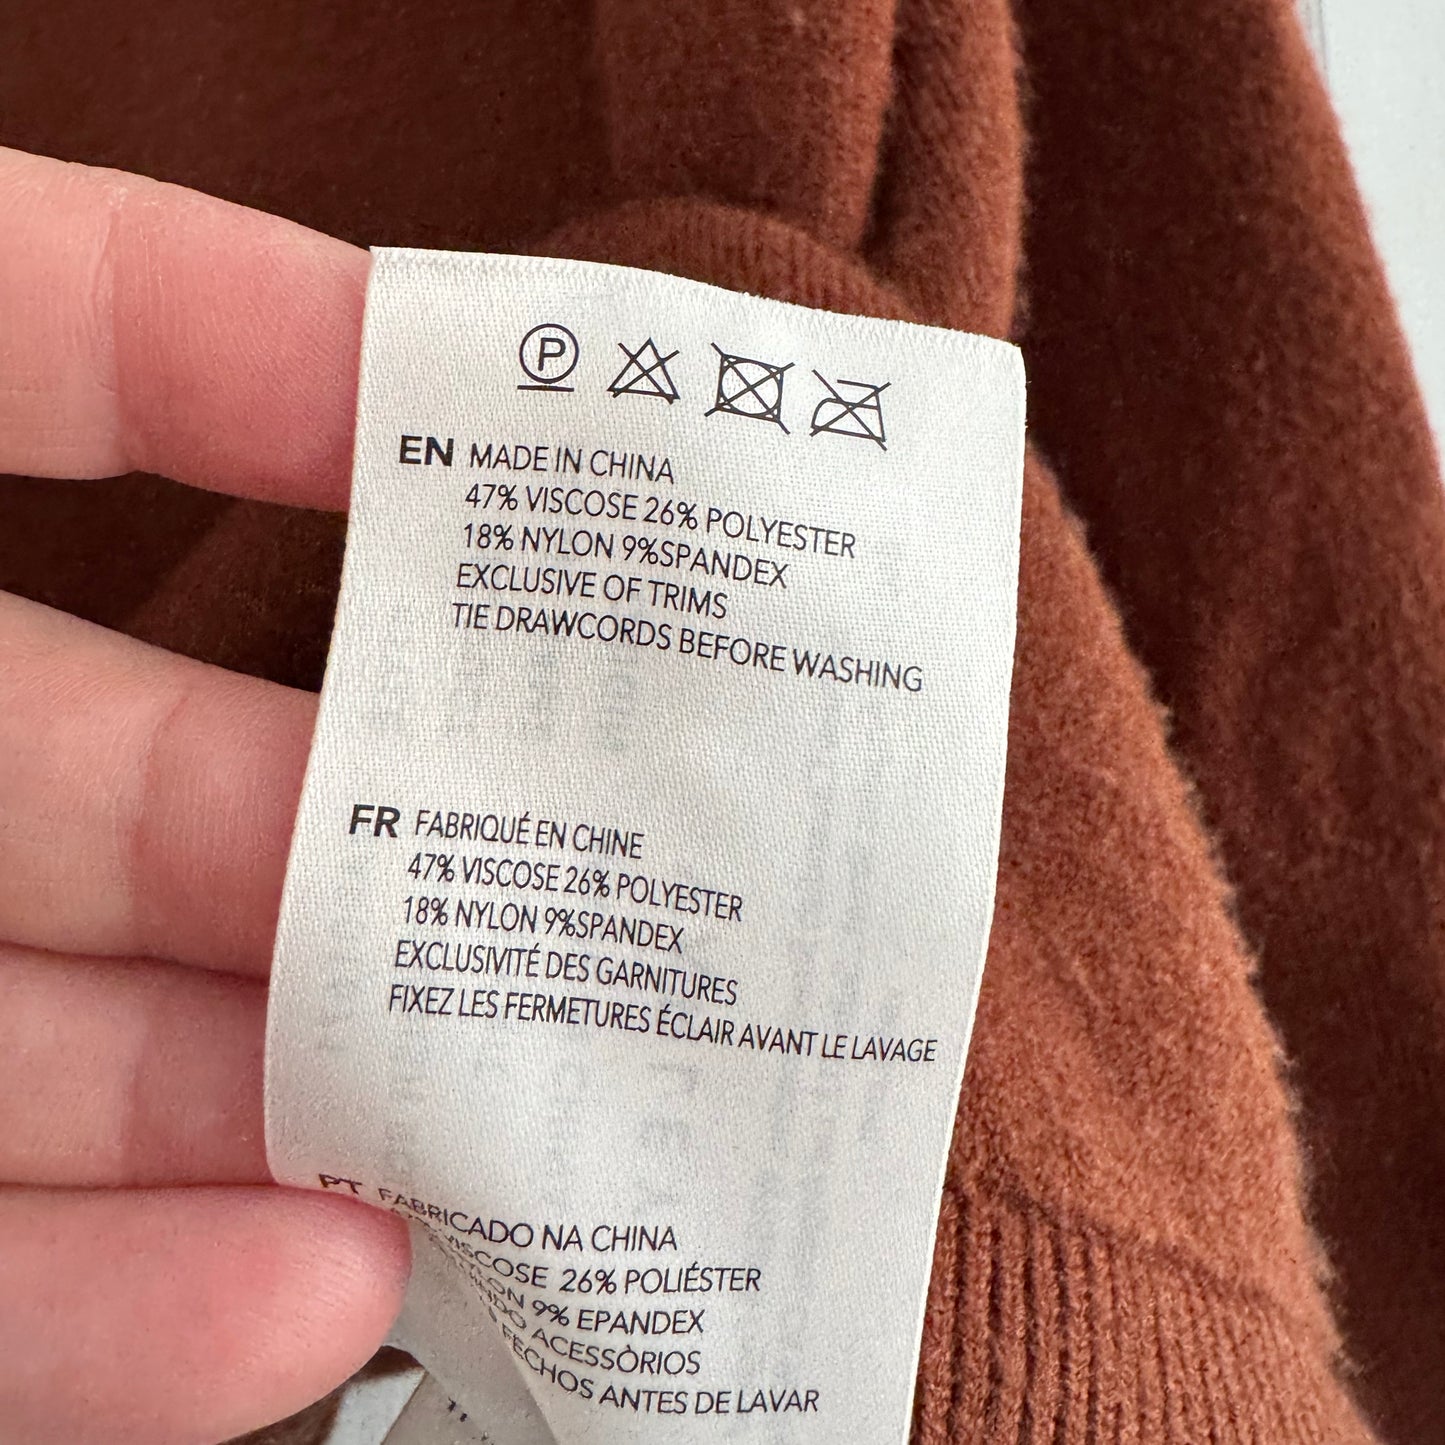 P
EN MADE IN CHINA
47% VISCOSE 26% POLYESTER
18% NYLON 9%SPANDEX
EXCLUSIVE OF TRIMS
TIE DRAWCORDS BEFORE WASHING
FR FABRIQUÉ EN CHINE
47% VISCOSE 26% POLYESTER
18% NYLON 9%SPANDEX
EXCLUSIVITÉ DES GARNITURES
FIXEZ LES FERMETURES ÉCLAIR AVANT LE LAVAGE
PT FABRICADO NA CHINA
VISCOSE 26% POLIÉSTER
9% EPANDEX
ACESSÒRIOS
FECHOS ANTES DE LAVAR